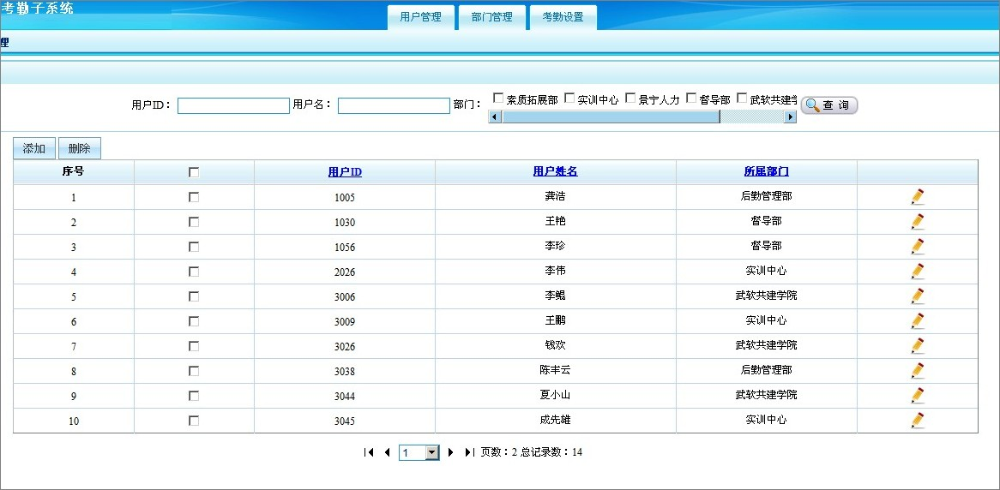 考勤子系统
用户管理 部门管理 考勤设置
理
用户ID： 用户名： 部门： 素质拓展部 实训中心 景宁人力 督导部 武软共建学 查 询
添加 删除
序号 用户ID 用户姓名 所属部门
1 1005 龚洁 后勤管理部
2 1030 王艳 督导部
3 1056 李珍 督导部
4 2026 李伟 实训中心
5 3006 李鲲 武软共建学院
6 3009 王鹏 实训中心
7 3026 钱欢 武软共建学院
8 3038 陈丰云 后勤管理部
9 3044 夏小山 武软共建学院
10 3045 成先雄 实训中心
1 页数：2 总记录数：14